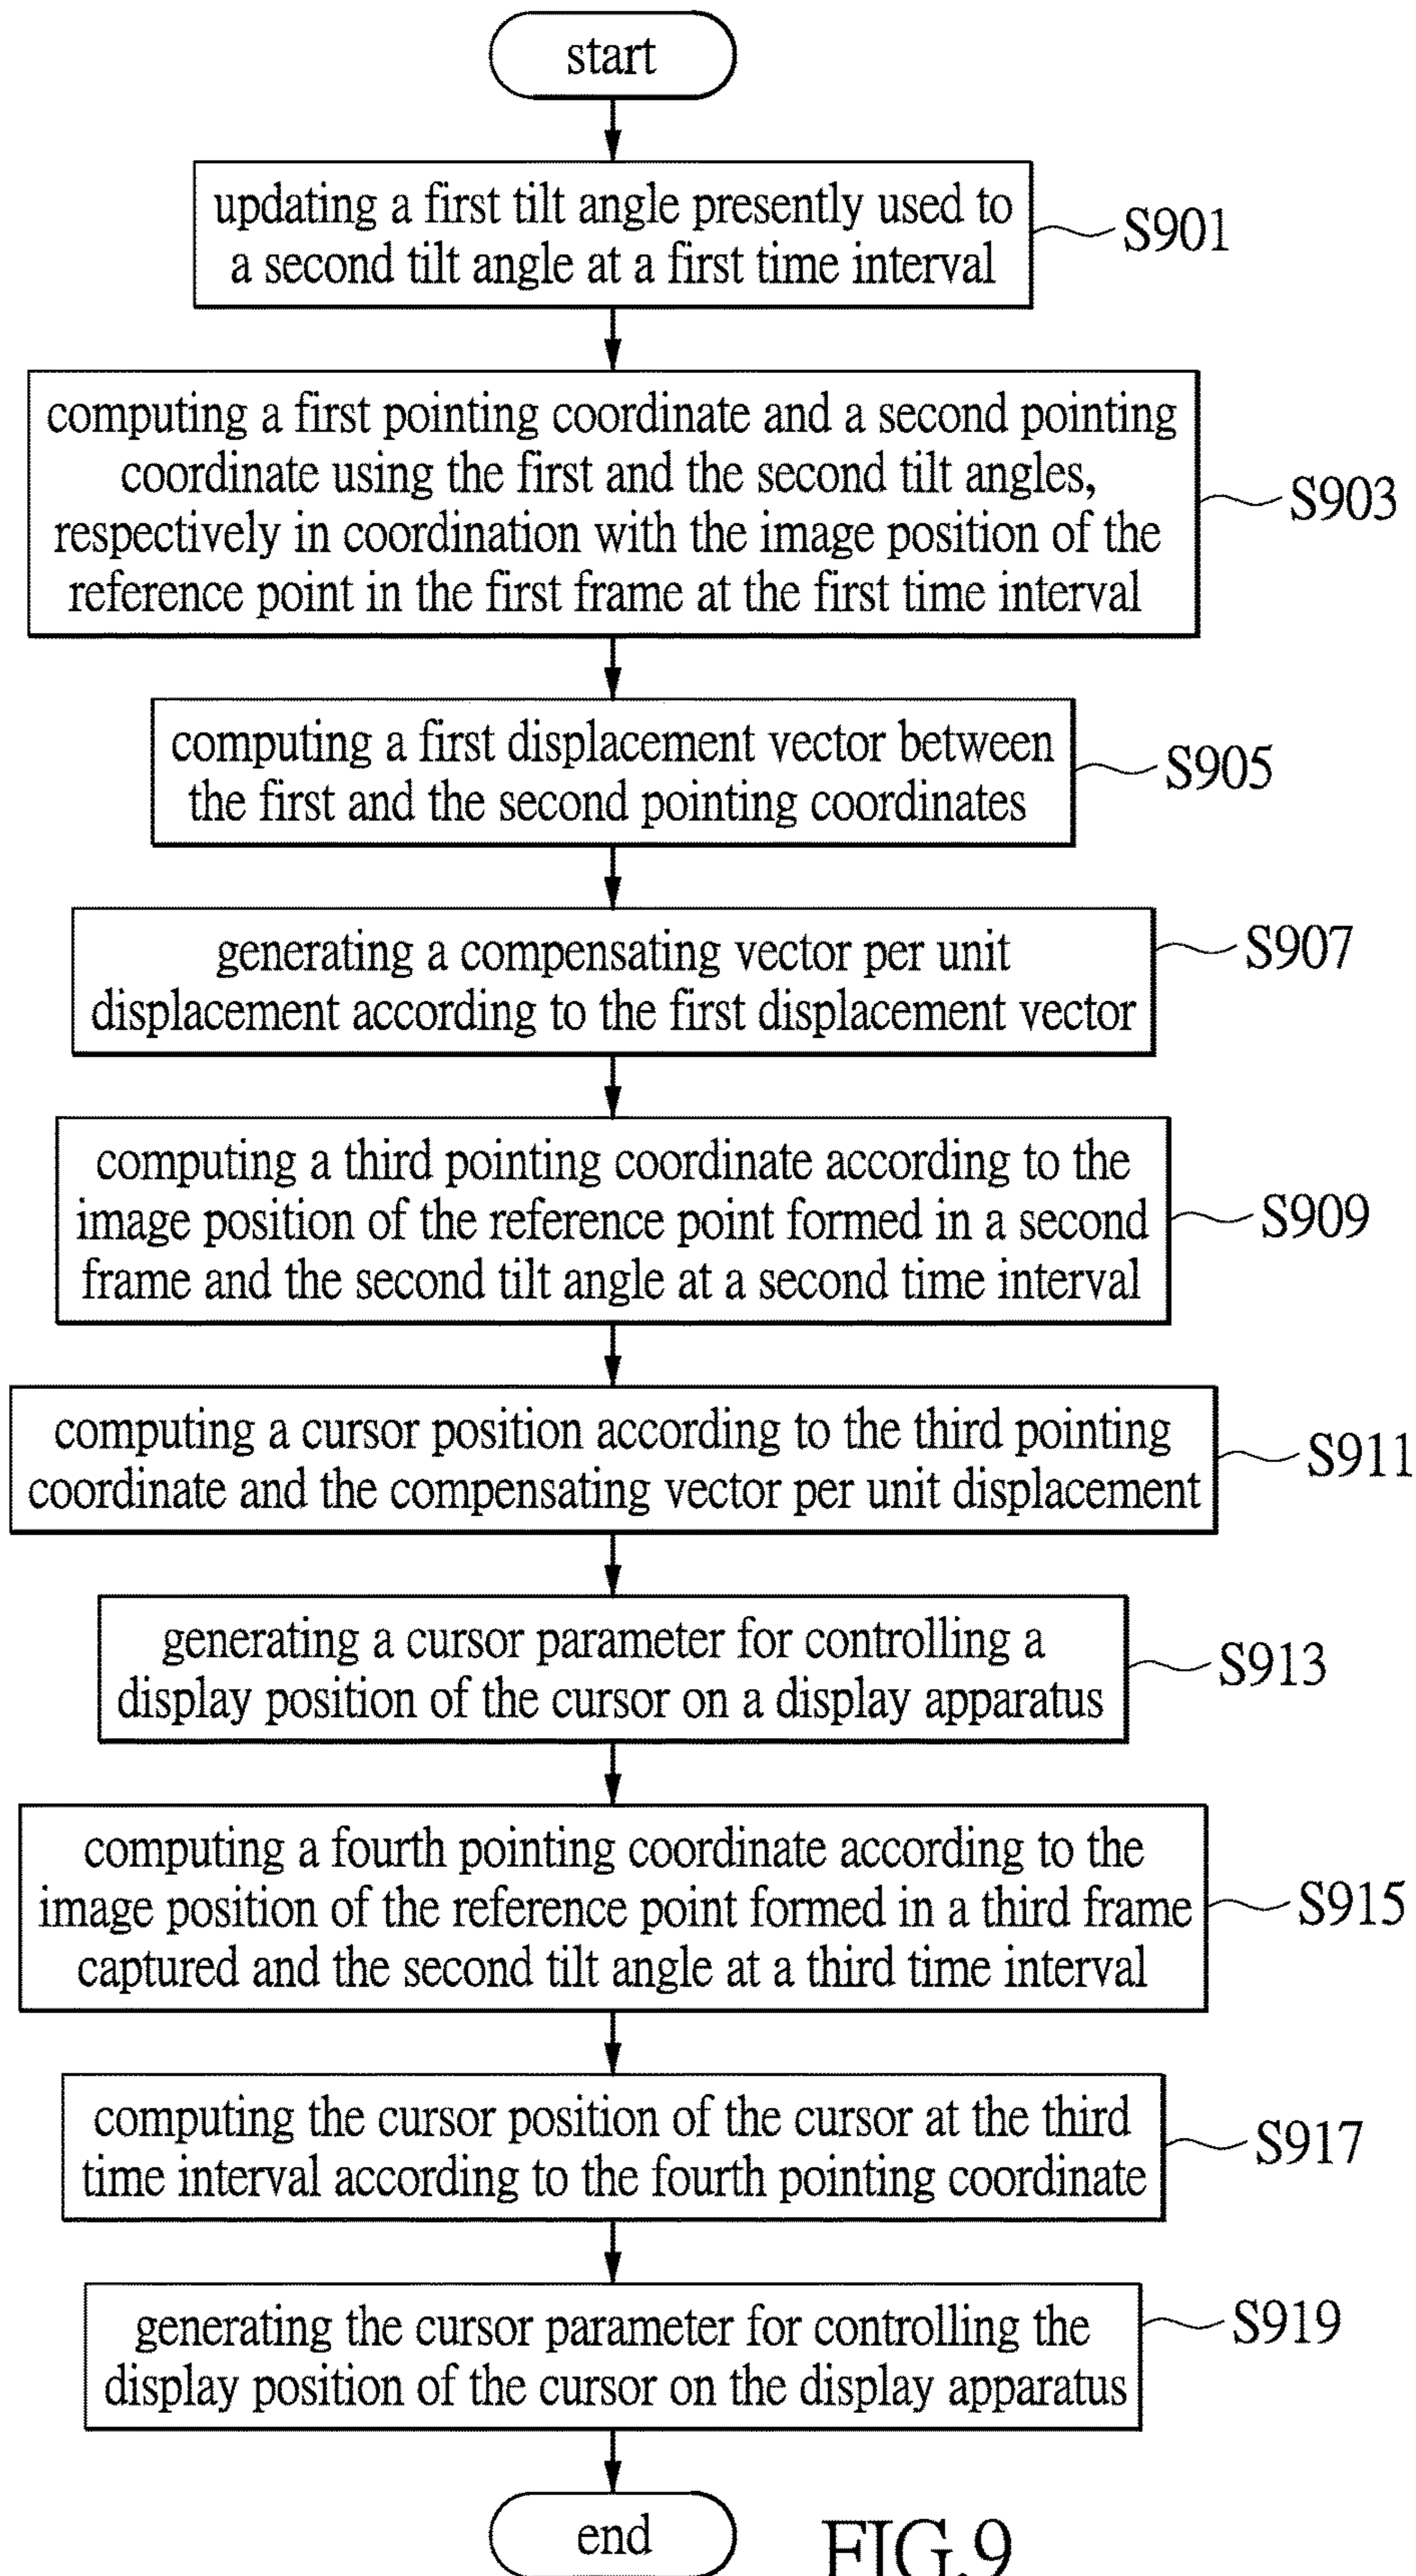 start
updating a first tilt angle presently used to
a second tilt angle at a first time interval
S901
computing a first pointing coordinate and a second pointing
coordinate using the first and the second tilt angles,
respectively in coordination with the image position of the
reference point in the first frame at the first time interval
S903
computing a first displacement vector between
the first and the second pointing coordinates
S905
generating a compensating vector per unit
displacement according to the first displacement vector
S907
computing a third pointing coordinate according to the
image position of the reference point formed in a second
frame and the second tilt angle at a second time interval
S909
computing a cursor position according to the third pointing
coordinate and the compensating vector per unit displacement
S911
generating a cursor parameter for controlling a
display position of the cursor on a display apparatus
S913
computing a fourth pointing coordinate according to the
image position of the reference point formed in a third frame
captured and the second tilt angle at a third time interval
S915
computing the cursor position of the cursor at the third
time interval according to the fourth pointing coordinate
S917
generating the cursor parameter for controlling the
display position of the cursor on the display apparatus
S919
end
FIG.9